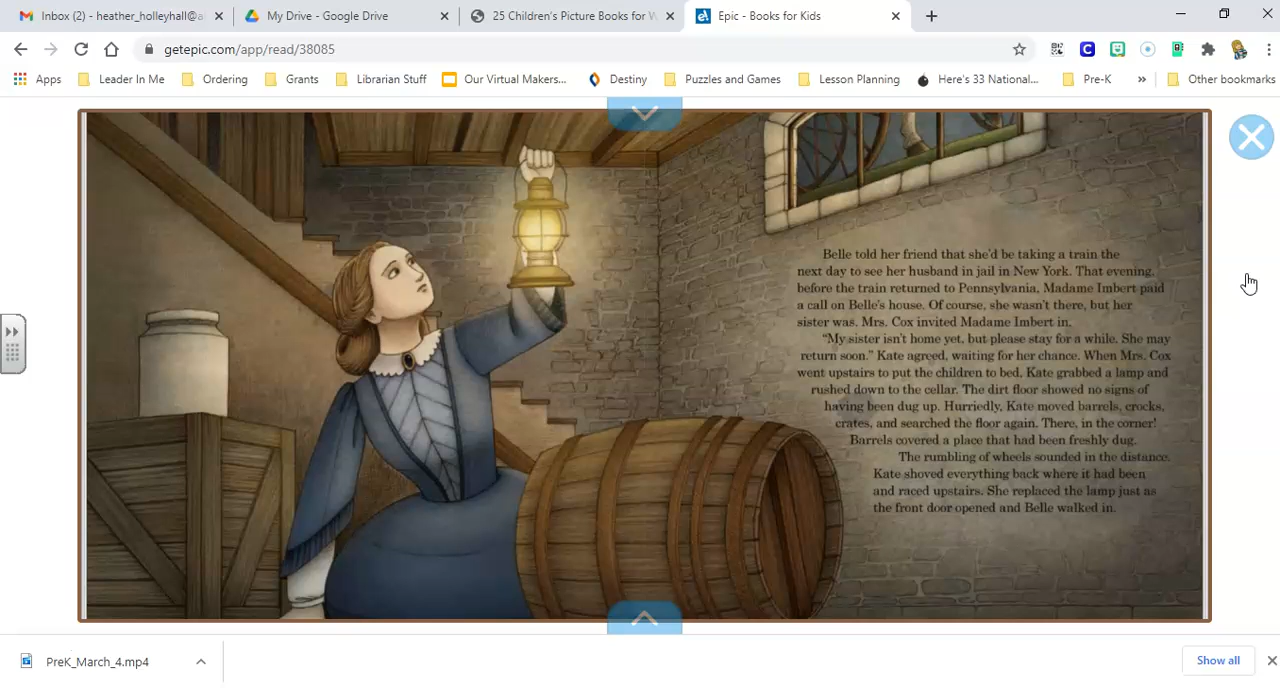 Inbox (2) - heather_holleyhall@a
My Drive - Google Drive
25 Children's Picture Books for W
Epic - Books for Kids
getepic.com/app/read/38085
Apps
Leader In Me
Ordering
Grants
Librarian Stuff
Our Virtual Makers...
Destiny
Puzzles and Games
Lesson Planning
Here's 33 National...
Pre-K
»
Other bookmarks
Belle told her friend that she'd be taking a train the
next day to see her husband in jail in New York. That evening,
before the train returned to Pennsylvania, Madame Imbert paid
a call on Belle's house. Of course, she wasn't there, but her
sister was. Mrs. Cox invited Madame Imbert in.
"My sister isn't home yet, but please stay for a while. She may
return soon." Kate agreed, waiting for her chance. When Mrs. Cox
went upstairs to put the children to bed, Kate grabbed a lamp and
rushed down to the cellar. The dirt floor showed no signs of
having been dug up. Hurriedly, Kate moved barrels, crocks,
crates, and searched the floor again. There, in the corner!
Barrels covered a place that had been freshly dug.
The rumbling of wheels sounded in the distance.
Kate shoved everything back where it had been
and raced upstairs. She replaced the lamp just as
the front door opened and Belle walked in.
PreK_March_4.mp4
Show all